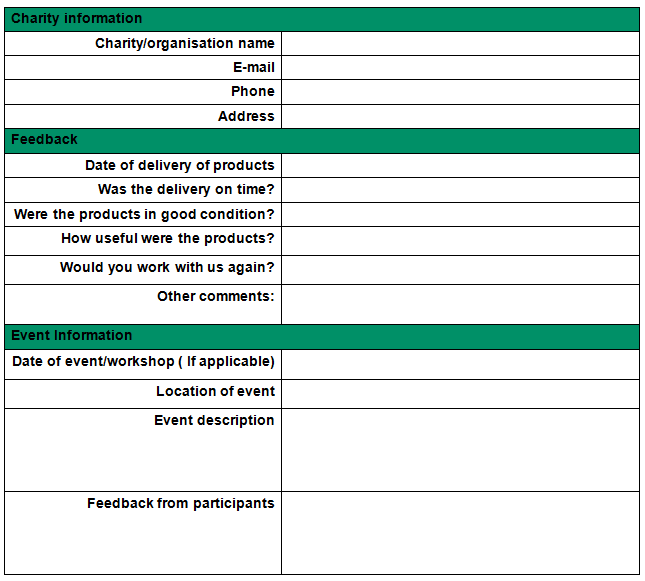 Charity information
Charity/organisation name
E-mail
Phone
Address
Feedback
Date of delivery of products
Was the delivery on time?
Were the products in good condition?
How useful were the products?
Would you work with us again?
Other comments:
Event Information
Date of event/workshop ( If applicable)
Location of event
Event description
Feedback from participants